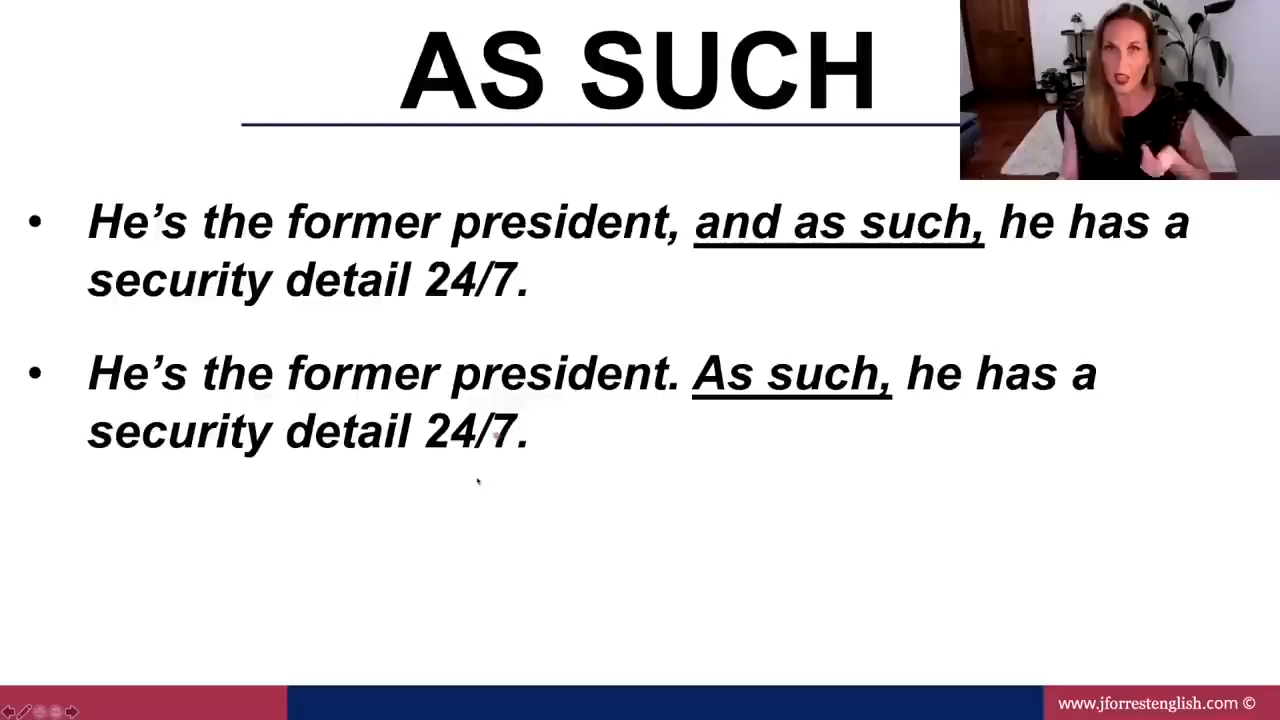 AS SUCH
• He’s the former president, and as such, he has a
security detail 24/7.
• He’s the former president. As such, he has a
security detail 24/7.
www.jforrestenglish.com ©